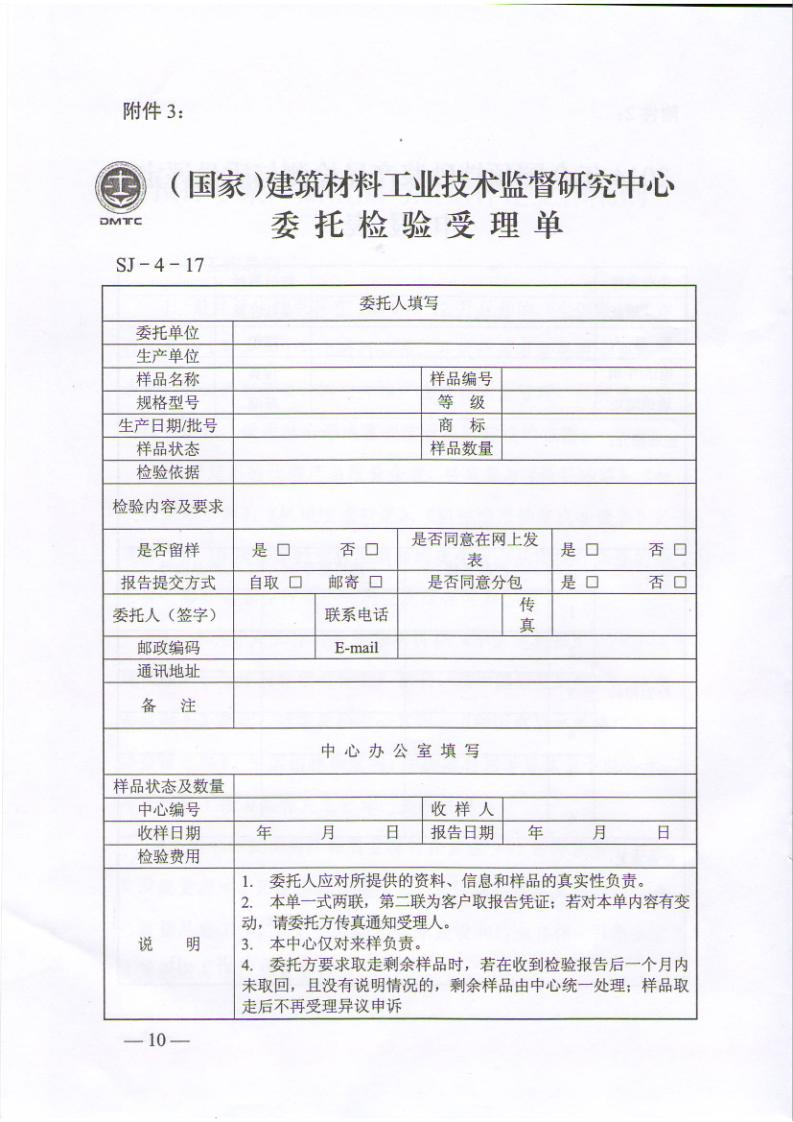 附件 3：
（国家）建筑材料工业技术监督研究中心
DMTC
委托检验受理单
SJ－4－17
委托人填写
委托单位
生产单位
样品名称 样品编号
规格型号 等 级
生产日期/批号 商 标
样品状态 样品数量
检验依据
检验内容及要求
是否留样 是 □ 否 □ 是否同意在网上发
表 是 □ 否 □
报告提交方式 自取 □ 邮寄 □ 是否同意分包 是 □ 否 □
委托人（签字） 联系电话 传
真
邮政编码 E-mail
通讯地址
备 注
中心办公室填写
样品状态及数量
中心编号 收 样 人
收样日期 年 月 日 报告日期 年 月 日
检验费用
说 明
1. 委托人应对所提供的资料、信息和样品的真实性负责。
2. 本单一式两联，第二联为客户取报告凭证；若对本单内容有变
动，请委托方传真通知受理人。
3. 本中心仅对来样负责。
4. 委托方要求取走剩余样品时，若在收到检验报告后一个月内
未取回，且没有说明情况的，剩余样品由中心统一处理；样品取
走后不再受理异议申诉
— 10 —